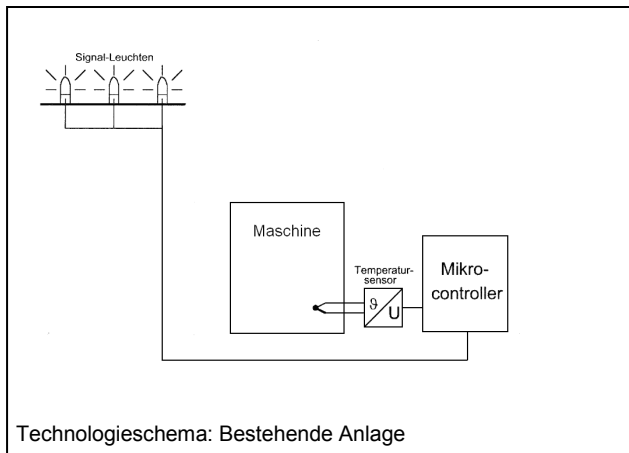 Signal-Leuchten
Maschine
Temperatur-
sensor
ϑ
U
Mikro-
controller
Technologieschema: Bestehende Anlage